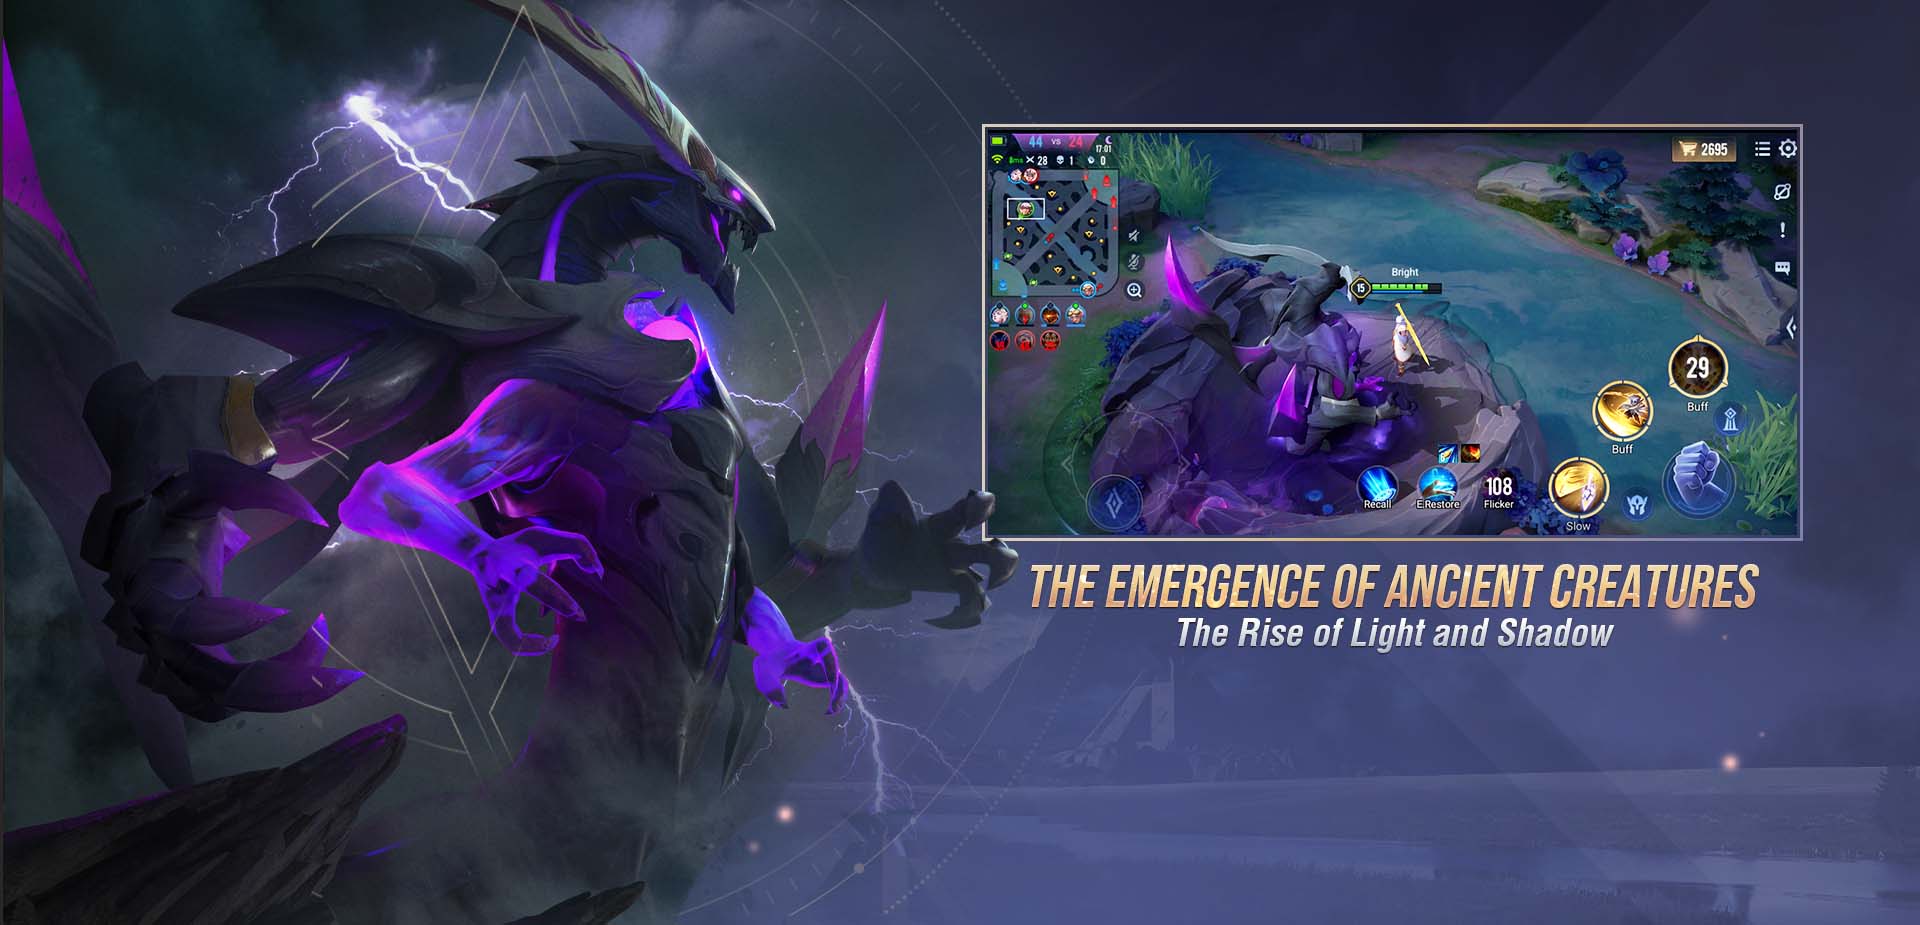 44 vs 24
17:01
8ms 28 1 0
2695
Bright
15
29
Buff
Buff
108
Recall
E.Restore
Flicker
Slow
THE EMERGENCE OF ANCIENT CREATURES
The Rise of Light and Shadow